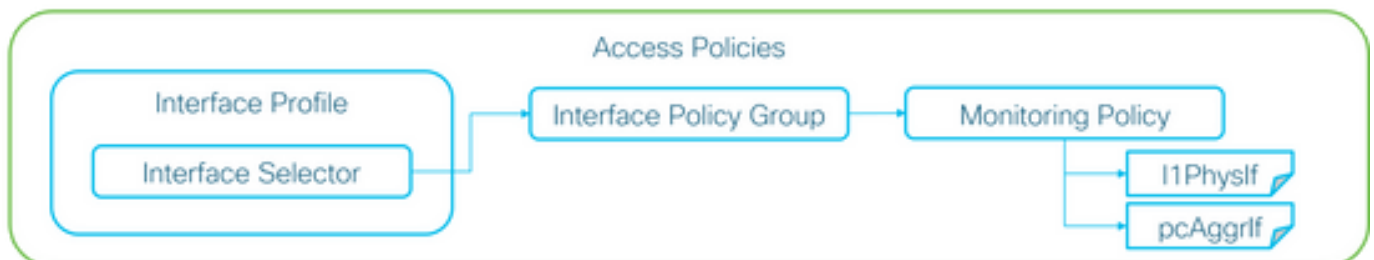 Access Policies
Interface Profile
Interface Selector
Interface Policy Group
Monitoring Policy
l1PhysIf
pcAggrIf